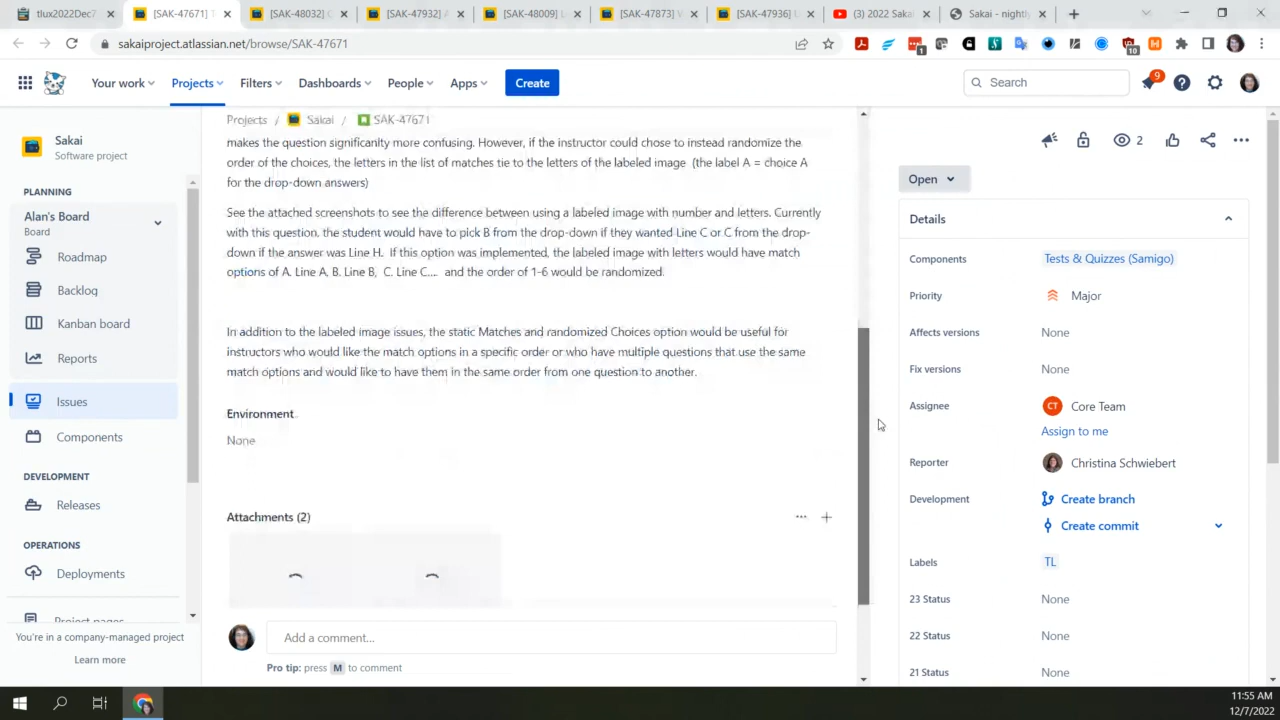 tlux2022Dec7
[SAK-47671] T
[SAK-48032] C
[SAK-47932] A
[SAK-48009] L
[SAK-47873] V
[SAK-47936] U
(3) 2022 Saka
Sakai - nightly
sakaiproject.atlassian.net/browse/SAK-47671
1
10
Your work
Projects
Filters
Dashboards
People
Apps
Create
Search
9
Sakai
Software project
PLANNING
Alan's Board
Board
Roadmap
Backlog
Kanban board
Reports
Issues
Components
DEVELOPMENT
Releases
OPERATIONS
Deployments
Project pages
You're in a company-managed project
Learn more
Projects / Sakai / SAK-47671
makes the question significantly more confusing. However, if the instructor could chose to instead randomize the
order of the choices, the letters in the list of matches tie to the letters of the labeled image (the label A = choice A
for the drop-down answers)
See the attached screenshots to see the difference between using a labeled image with number and letters. Currently
with this question, the student would have to pick B from the drop-down if they wanted Line C or C from the drop-
down if the answer was Line H. If this option was implemented, the labeled image with letters would have match
options of A. Line A, B. Line B, C. Line C.... and the order of 1-6 would be randomized.
In addition to the labeled image issues, the static Matches and randomized Choices option would be useful for
instructors who would like the match options in a specific order or who have multiple questions that use the same
match options and would like to have them in the same order from one question to another.
Environment
None
Attachments (2)
Add a comment...
Pro tip: press M to comment
2
Open
Details
Components
Tests & Quizzes (Samigo)
Priority
Major
Affects versions
None
Fix versions
None
Assignee
CT Core Team
Assign to me
Reporter
Christina Schwiebert
Development
Create branch
Create commit
Labels
TL
23 Status
None
22 Status
None
21 Status
None
11:55 AM
12/7/2022